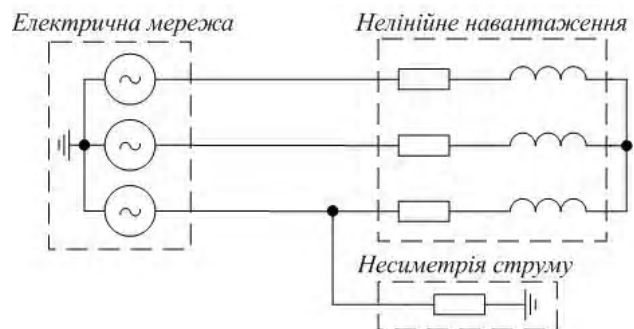 Електрична мережа
Нелінійне навантаження
Несиметрія струму